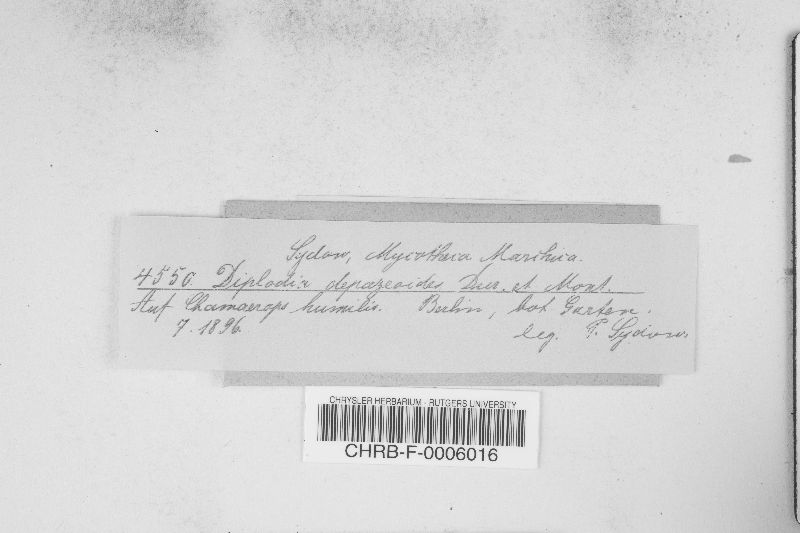 Sydow, Mycotheca Marchica.
4550. Diplodia depazeoides Dur. et Mont.
Auf Chamaerops humilis. Berlin, bot. Garten.
7. 1896. leg. P. Sydow.
CHRYSLER HERBARIUM - RUTGERS UNIVERSITY
CHRB-F-0006016